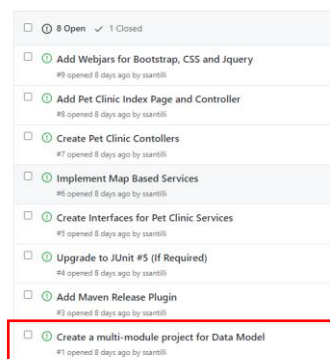 8 Open 1 Closed
Add Webjars for Bootstrap, CSS and Jquery
#9 opened 8 days ago by ssantilli
Add Pet Clinic Index Page and Controller
#8 opened 8 days ago by ssantilli
Create Pet Clinic Contollers
#7 opened 8 days ago by ssantilli
Implement Map Based Services
#6 opened 8 days ago by ssantilli
Create Interfaces for Pet Clinic Services
#5 opened 8 days ago by ssantilli
Upgrade to JUnit #5 (If Required)
#4 opened 8 days ago by ssantilli
Add Maven Release Plugin
#3 opened 8 days ago by ssantilli
Create a multi-module project for Data Model
#1 opened 8 days ago by ssantilli